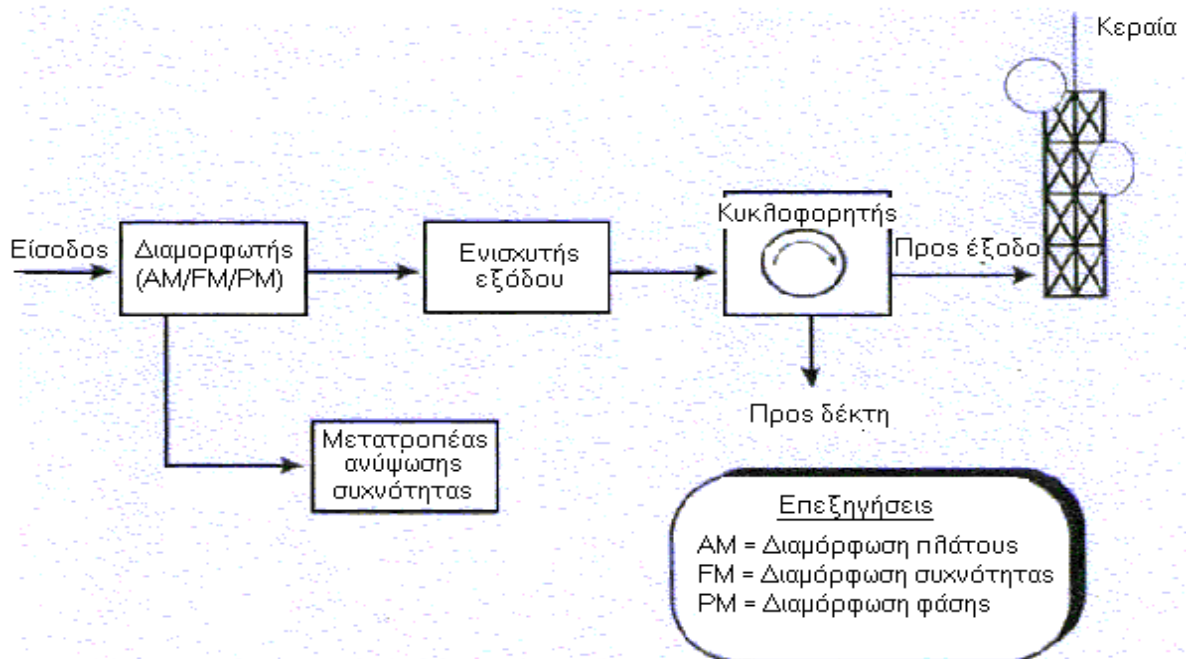 Κεραία
Είσοδος
Διαμορφωτής
(AM/FM/PM)
Ενισχυτής
εξόδου
Κυκλοφορητής
Προς έξοδο
Προς δέκτη
Μετατροπέας
ανύψωσης
συχνότητας
Επεξηγήσεις
AM = Διαμόρφωση πλάτους
FM = Διαμόρφωση συχνότητας
PM = Διαμόρφωση φάσης